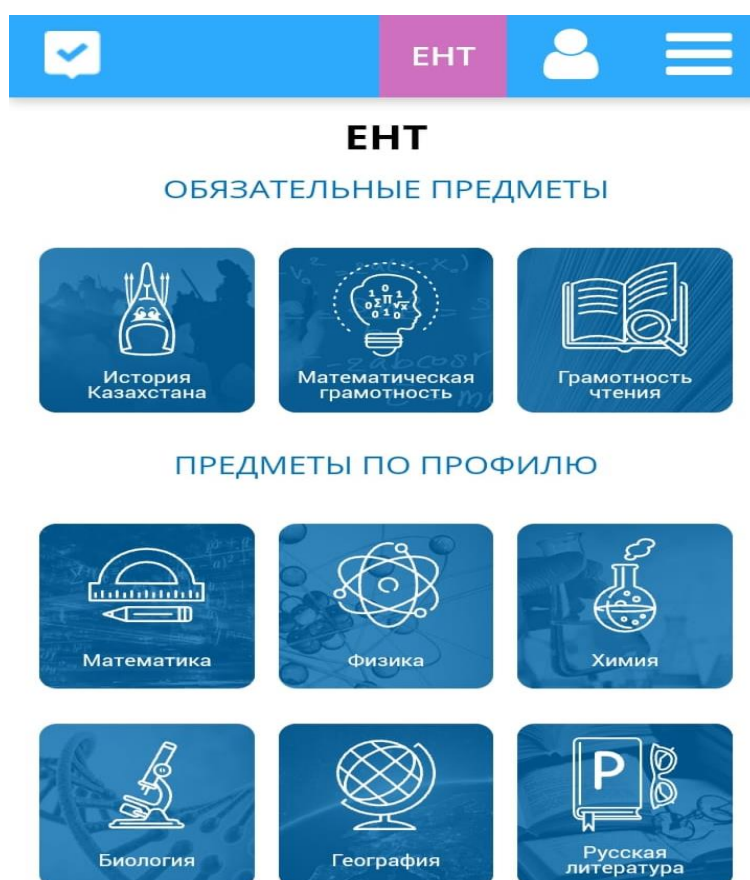 ЕНТ
ЕНТ
ОБЯЗАТЕЛЬНЫЕ ПРЕДМЕТЫ
История
Казахстана
Математическая
грамотность
Грамотность
чтения
ПРЕДМЕТЫ ПО ПРОФИЛЮ
Математика
Физика
Химия
Биология
География
Р
Русская
литература